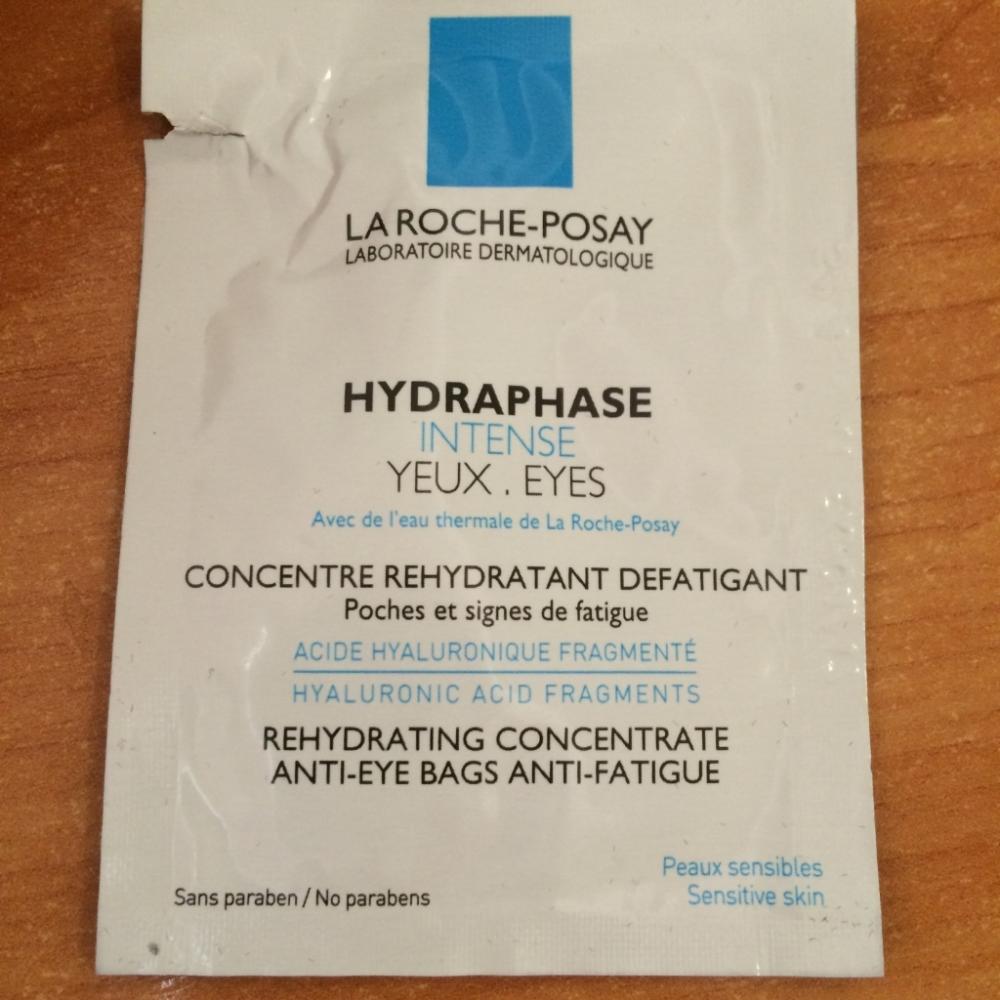 LA ROCHE-POSAY
LABORATOIRE DERMATOLOGIQUE
HYDRAPHASE
INTENSE
YEUX . EYES
Avec de l'eau thermale de La Roche-Posay
CONCENTRE REHYDRATANT DEFATIGANT
Poches et signes de fatigue
ACIDE HYALURONIQUE FRAGMENTÉ
HYALURONIC ACID FRAGMENTS
REHYDRATING CONCENTRATE
ANTI-EYE BAGS ANTI-FATIGUE
Peaux sensibles
Sensitive skin
Sans paraben / No parabens